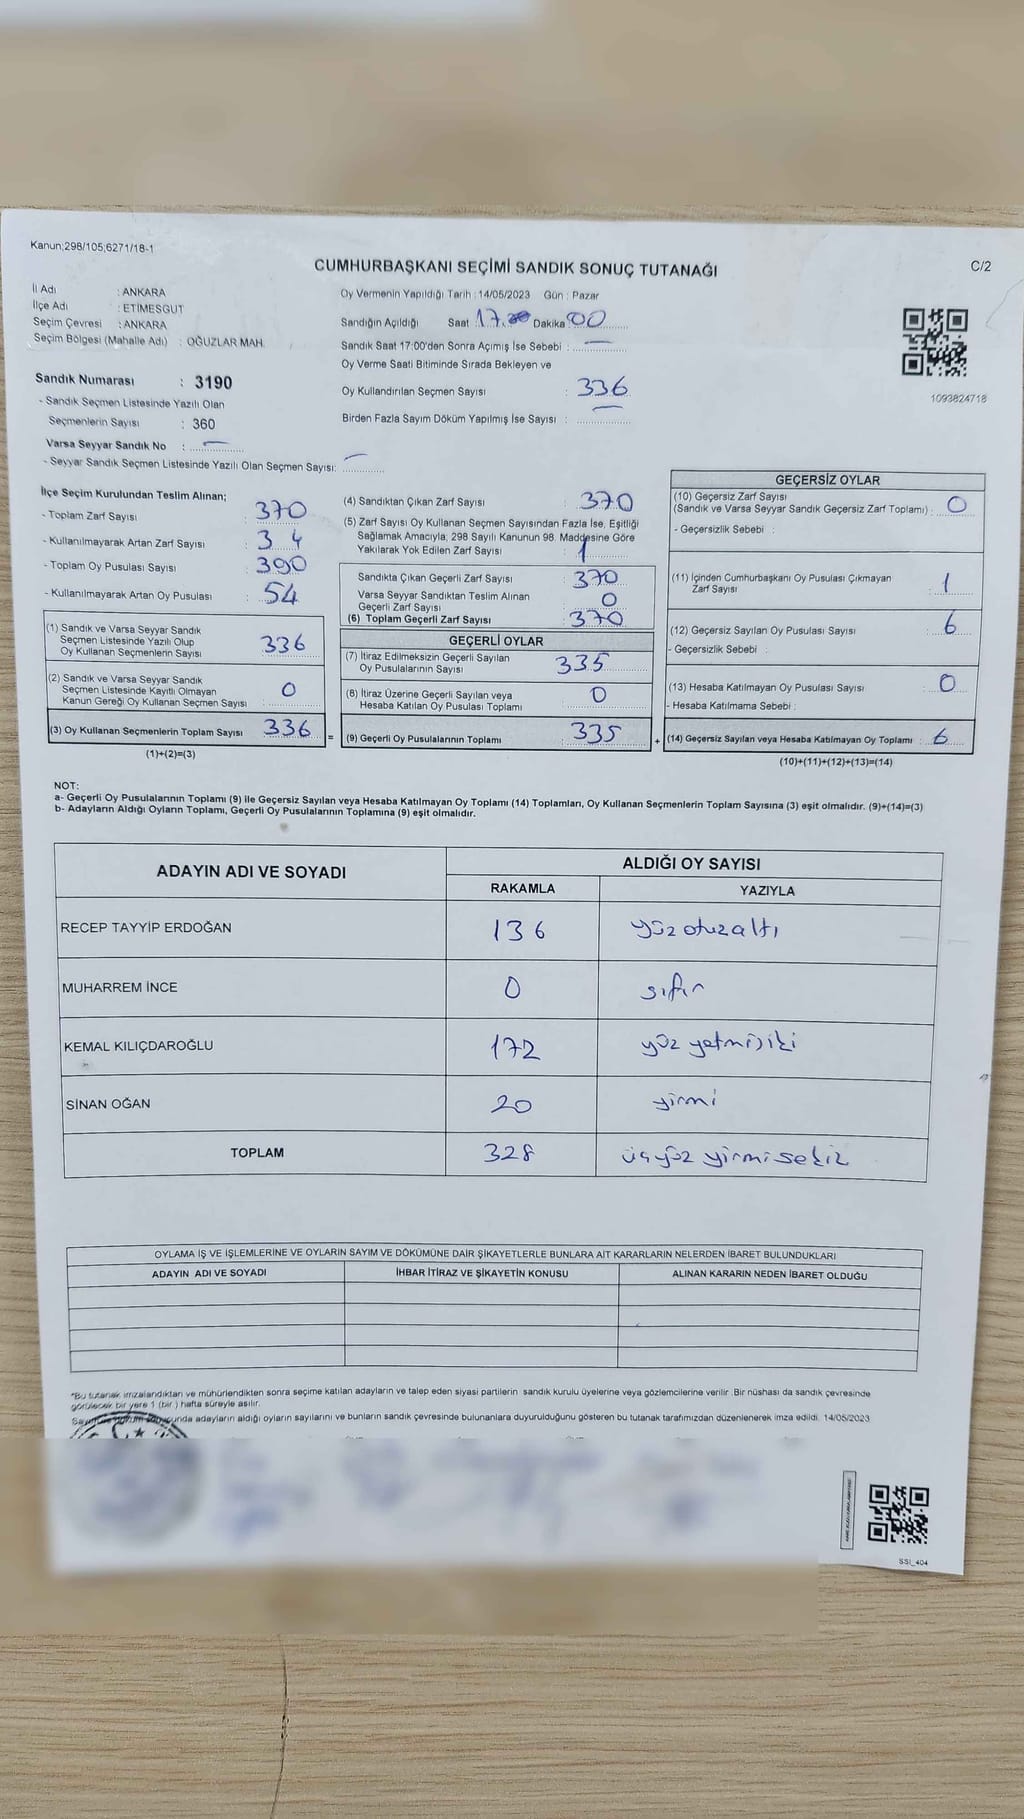 Kanun;298/105;6271/18-1
CUMHURBAŞKANI SEÇİMİ SANDIK SONUÇ TUTANAĞI
C/2
İl Adı : ANKARA
İlçe Adı : ETİMESGUT
Seçim Çevresi : ANKARA
Seçim Bölgesi (Mahalle Adı) : OĞUZLAR MAH.
Sandık Numarası : 3190
- Sandık Seçmen Listesinde Yazılı Olan
Seçmenlerin Sayısı : 360
Varsa Seyyar Sandık No : —
- Seyyar Sandık Seçmen Listesinde Yazılı Olan Seçmen Sayısı: —
Oy Vermenin Yapıldığı Tarih : 14/05/2023 Gün : Pazar
Sandığın Açıldığı Saat 17. Dakika 00
Sandık Saat 17:00'den Sonra Açımış İse Sebebi : —
Oy Verme Saati Bitiminde Sırada Bekleyen ve
Oy Kullandırılan Seçmen Sayısı : 336
Birden Fazla Sayım Döküm Yapılmış İse Sayısı : —
1093824718
İlçe Seçim Kurulundan Teslim Alınan;
- Toplam Zarf Sayısı : 370
- Kullanılmayarak Artan Zarf Sayısı : 34
- Toplam Oy Pusulası Sayısı : 390
- Kullanılmayarak Artan Oy Pusulası : 54
(1) Sandık ve Varsa Seyyar Sandık
Seçmen Listesinde Yazılı Olup
Oy Kullanan Seçmenlerin Sayısı : 336
(2) Sandık ve Varsa Seyyar Sandık
Seçmen Listesinde Kayıtlı Olmayan
Kanun Gereği Oy Kullanan Seçmen Sayısı : 0
(3) Oy Kullanan Seçmenlerin Toplam Sayısı 336
(1)+(2)=(3)
(4) Sandıktan Çıkan Zarf Sayısı : 370
(5) Zarf Sayısı Oy Kullanan Seçmen Sayısından Fazla İse, Eşitliği
Sağlamak Amacıyla, 298 Sayılı Kanunun 98. Maddesine Göre
Yakılarak Yok Edilen Zarf Sayısı : 1
Sandıkta Çıkan Geçerli Zarf Sayısı : 370
Varsa Seyyar Sandıktan Teslim Alınan
Geçerli Zarf Sayısı : 0
(6) Toplam Geçerli Zarf Sayısı : 370
GEÇERLİ OYLAR
(7) İtiraz Edilmeksizin Geçerli Sayılan
Oy Pusulalarının Sayısı 335
(8) İtiraz Üzerine Geçerli Sayılan veya
Hesaba Katılan Oy Pusulası Toplamı : 0
= (9) Geçerli Oy Pusulalarının Toplamı : 335
GEÇERSİZ OYLAR
(10) Geçersiz Zarf Sayısı
(Sandık ve Varsa Seyyar Sandık Geçersiz Zarf Toplamı) : 0
- Geçersizlik Sebebi :
(11) İçinden Cumhurbaşkanı Oy Pusulası Çıkmayan
Zarf Sayısı : 1
(12) Geçersiz Sayılan Oy Pusulası Sayısı : 6
- Geçersizlik Sebebi :
(13) Hesaba Katılmayan Oy Pusulası Sayısı : 0
- Hesaba Katılmama Sebebi :
+ (14) Geçersiz Sayılan veya Hesaba Katılmayan Oy Toplamı : 6
(10)+(11)+(12)+(13)=(14)
NOT:
a- Geçerli Oy Pusulalarının Toplamı (9) ile Geçersiz Sayılan veya Hesaba Katılmayan Oy Toplamı (14) Toplamları, Oy Kullanan Seçmenlerin Toplam Sayısına (3) eşit olmalıdır. (9)+(14)=(3)
b- Adayların Aldığı Oyların Toplamı, Geçerli Oy Pusulalarının Toplamına (9) eşit olmalıdır.
ADAYIN ADI VE SOYADI ALDIĞI OY SAYISI
RAKAMLA YAZIYLA
RECEP TAYYİP ERDOĞAN 136 yüz otuz altı
MUHARREM İNCE 0 sıfır
KEMAL KILIÇDAROĞLU 172 yüz yetmiş iki
SİNAN OĞAN 20 yirmi
TOPLAM 328 üç yüz yirmi sekiz
OYLAMA İŞ VE İŞLEMLERİNE VE OYLARIN SAYIM VE DÖKÜMÜNE DAİR ŞİKAYETLERLE BUNLARA AİT KARARLARIN NELERDEN İBARET BULUNDUKLARI
ADAYIN ADI VE SOYADI İHBAR İTİRAZ VE ŞİKAYETİN KONUSU ALINAN KARARIN NEDEN İBARET OLDUĞU
*Bu tutanak imzalandıktan ve mühürlendikten sonra seçime katılan adayların ve talep eden siyasi partilerin sandık kurulu üyelerine veya gözlemcilerine verilir. Bir nüshası da sandık çevresinde
görülecek bir yere 1 (bir ) hafta süreyle asılır.
adayların aldığı oyların sayılarını ve bunların sandık çevresinde bulunanlara duyurulduğunu gösteren bu tutanak tarafımızdan düzenlenerek imza edildi. 14/05/2023
SSI_404